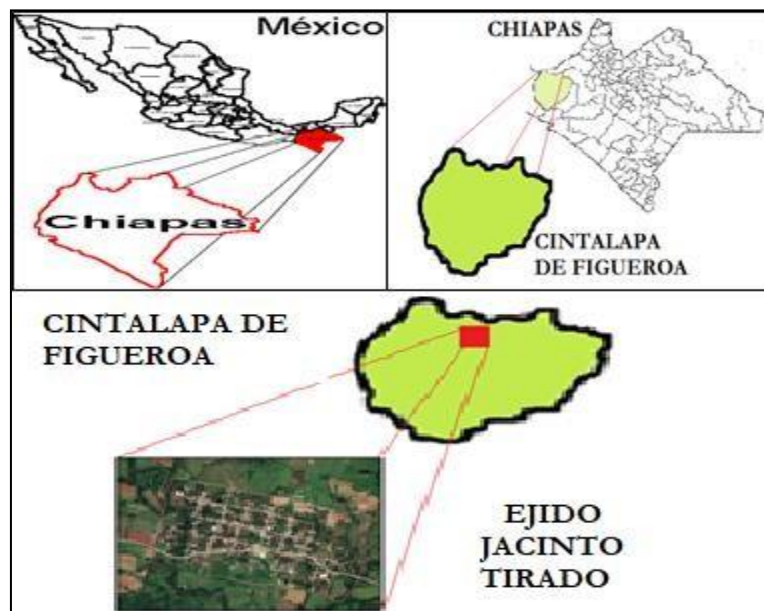 México
Chiapas
CHIAPAS
CINTALAPA
DE FIGUEROA
CINTALAPA DE
FIGUEROA
EJIDO
JACINTO
TIRADO